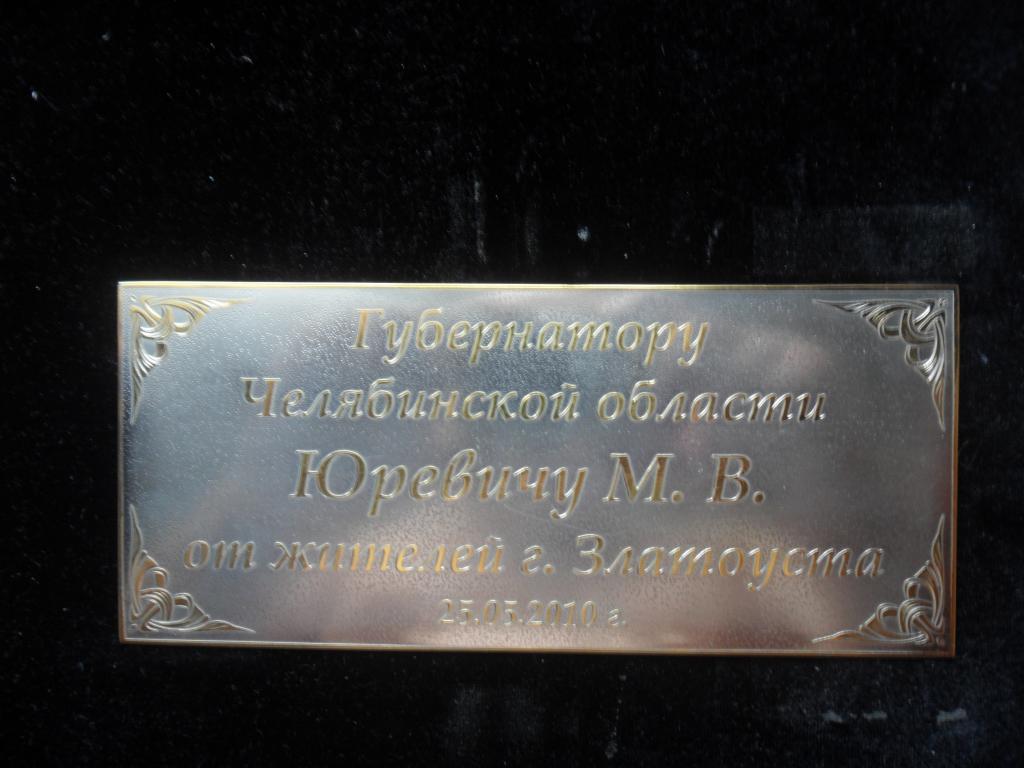 Губернатору
Челябинской области
Юревичу М. В.
от жителей г. Златоуста
25.05.2010 г.